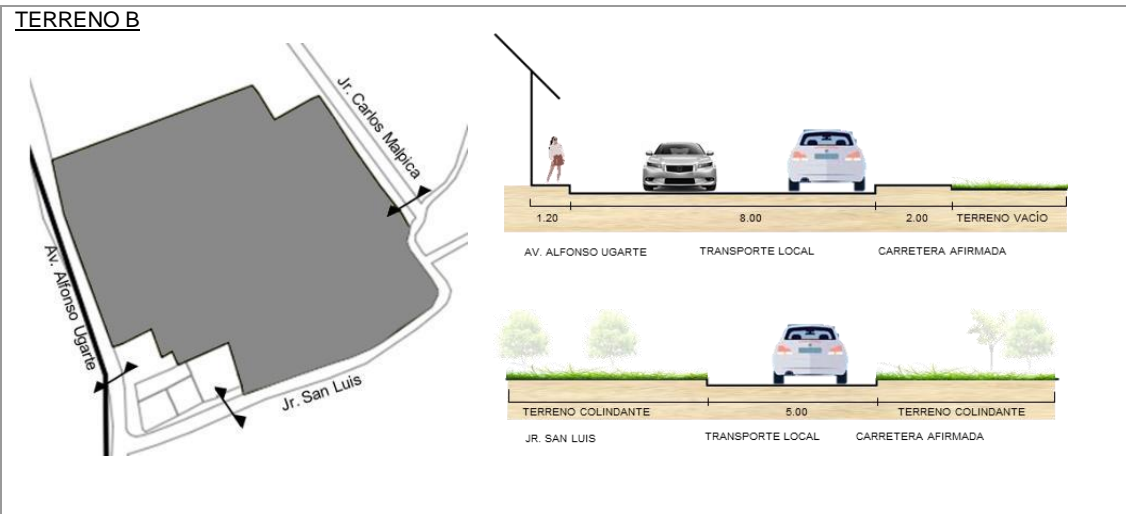 TERRENO B
Jr. Carlos Malpica
Av. Alfonso Ugarte
Jr. San Luis
1.20 8.00 2.00 TERRENO VACÌO
AV. ALFONSO UGARTE TRANSPORTE LOCAL CARRETERA AFIRMADA
TERRENO COLINDANTE 5.00 TERRENO COLINDANTE
JR. SAN LUIS TRANSPORTE LOCAL CARRETERA AFIRMADA